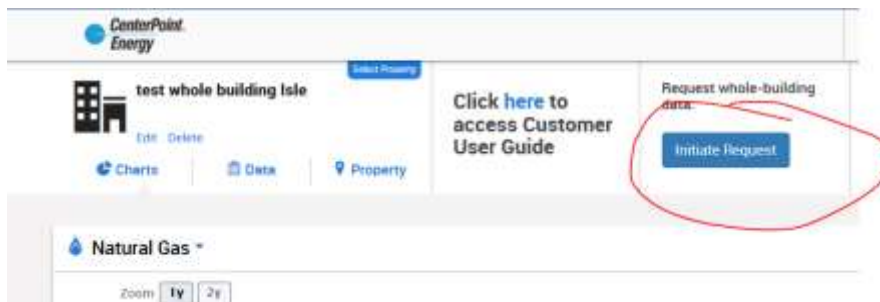 CenterPoint.
Energy
Select Property
test whole building Isle
Edit Delete
Charts Data Property
Click here to
access Customer
User Guide
Request whole-building
data.
Initiate Request
Natural Gas
Zoom 1y 2y